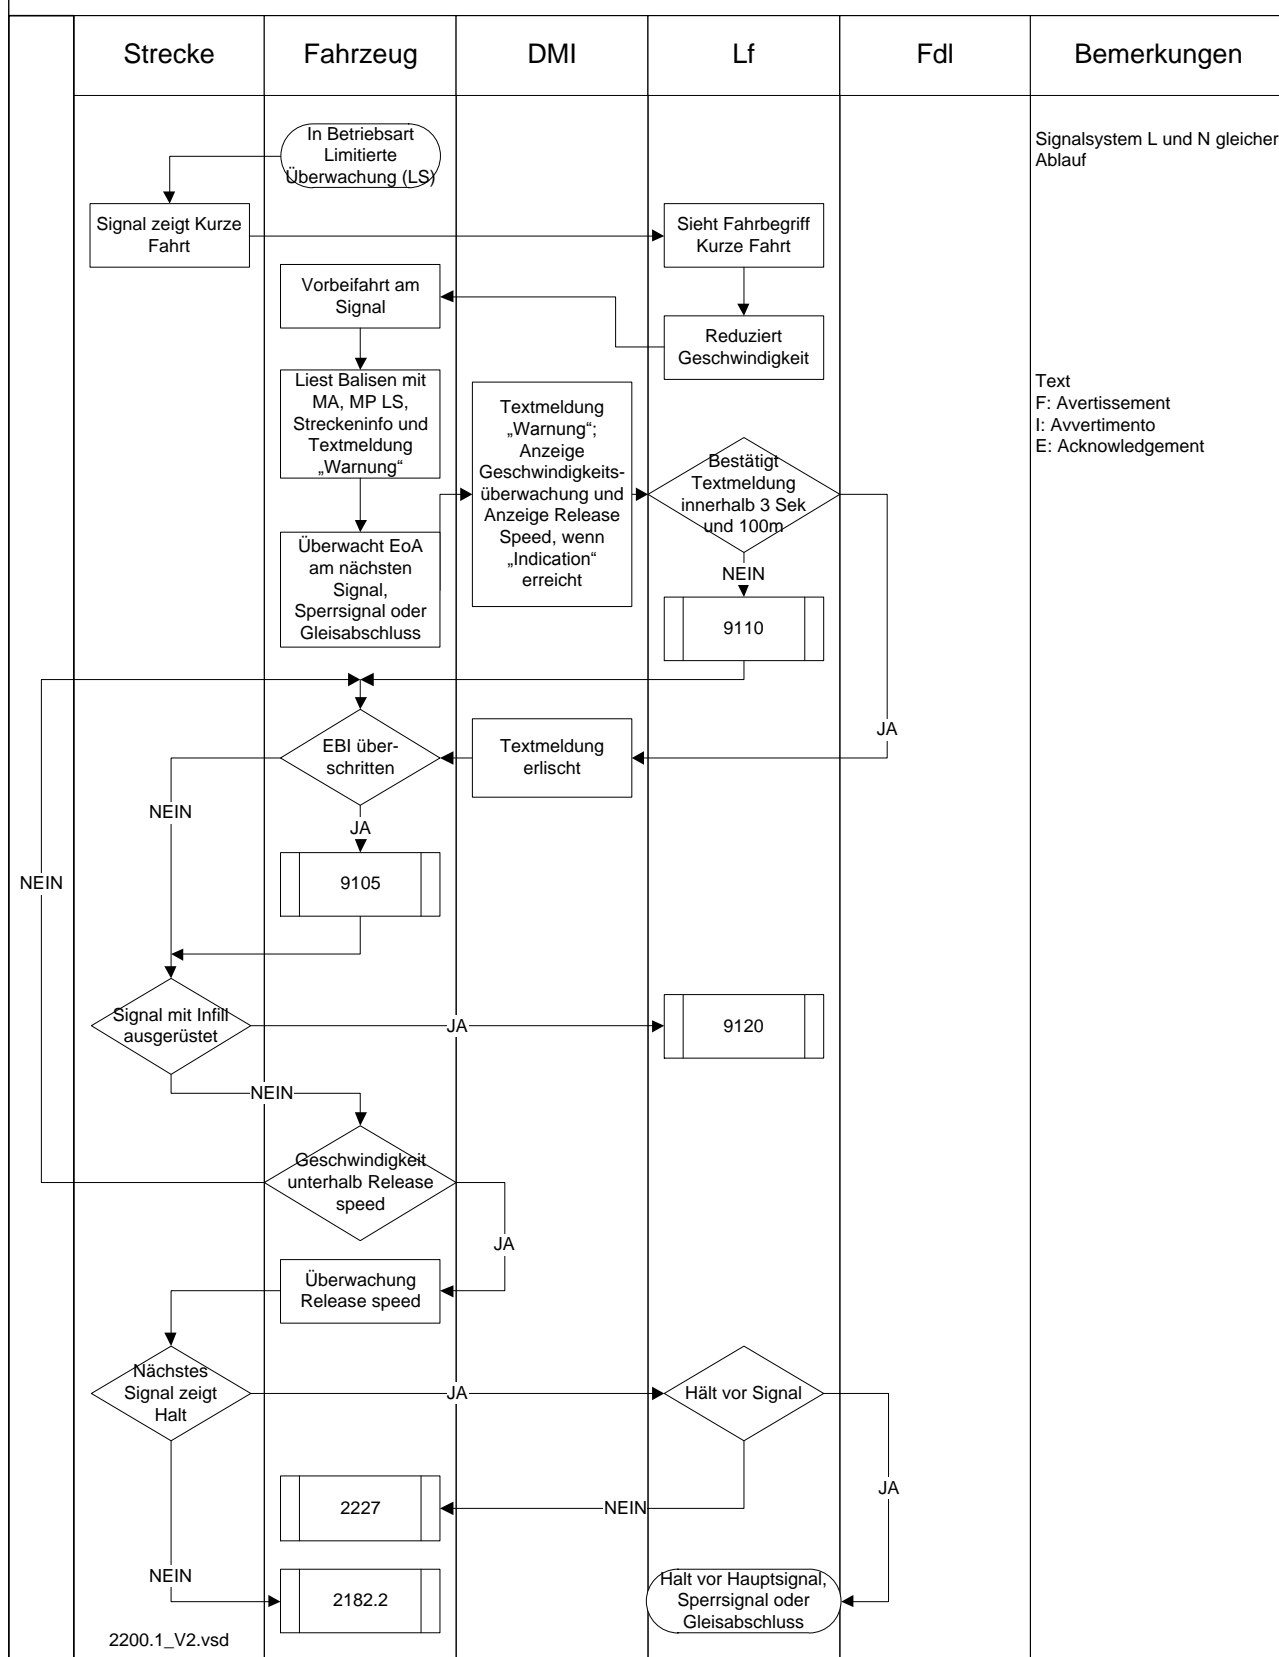 Strecke
Fahrzeug
DMI
Lf
Fdl
Bemerkungen
In Betriebsart
Limitierte
Überwachung (LS)
Signalsystem L und N gleicher
Ablauf
Signal zeigt Kurze
Fahrt
Sieht Fahrbegriff
Kurze Fahrt
Vorbeifahrt am
Signal
Reduziert
Geschwindigkeit
Liest Balisen mit
MA, MP LS,
Streckeninfo und
Textmeldung
„Warnung“
Text
F: Avertissement
I: Avvertimento
E: Acknowledgement
Textmeldung
„Warnung“;
Anzeige
Geschwindigkeits-
überwachung und
Anzeige Release
Speed, wenn
„Indication“
erreicht
Bestätigt
Textmeldung
innerhalb 3 Sek
und 100m
Überwacht EoA
am nächsten
Signal,
Sperrsignal oder
Gleisabschluss
NEIN
9110
JA
EBI über-
schritten
Textmeldung
erlischt
NEIN
JA
9105
NEIN
Signal mit Infill
ausgerüstet
JA
9120
NEIN
Geschwindigkeit
unterhalb Release
speed
JA
Überwachung
Release speed
Nächstes
Signal zeigt
Halt
JA
Hält vor Signal
JA
2227
NEIN
NEIN
2182.2
Halt vor Hauptsignal,
Sperrsignal oder
Gleisabschluss
2200.1_V2.vsd